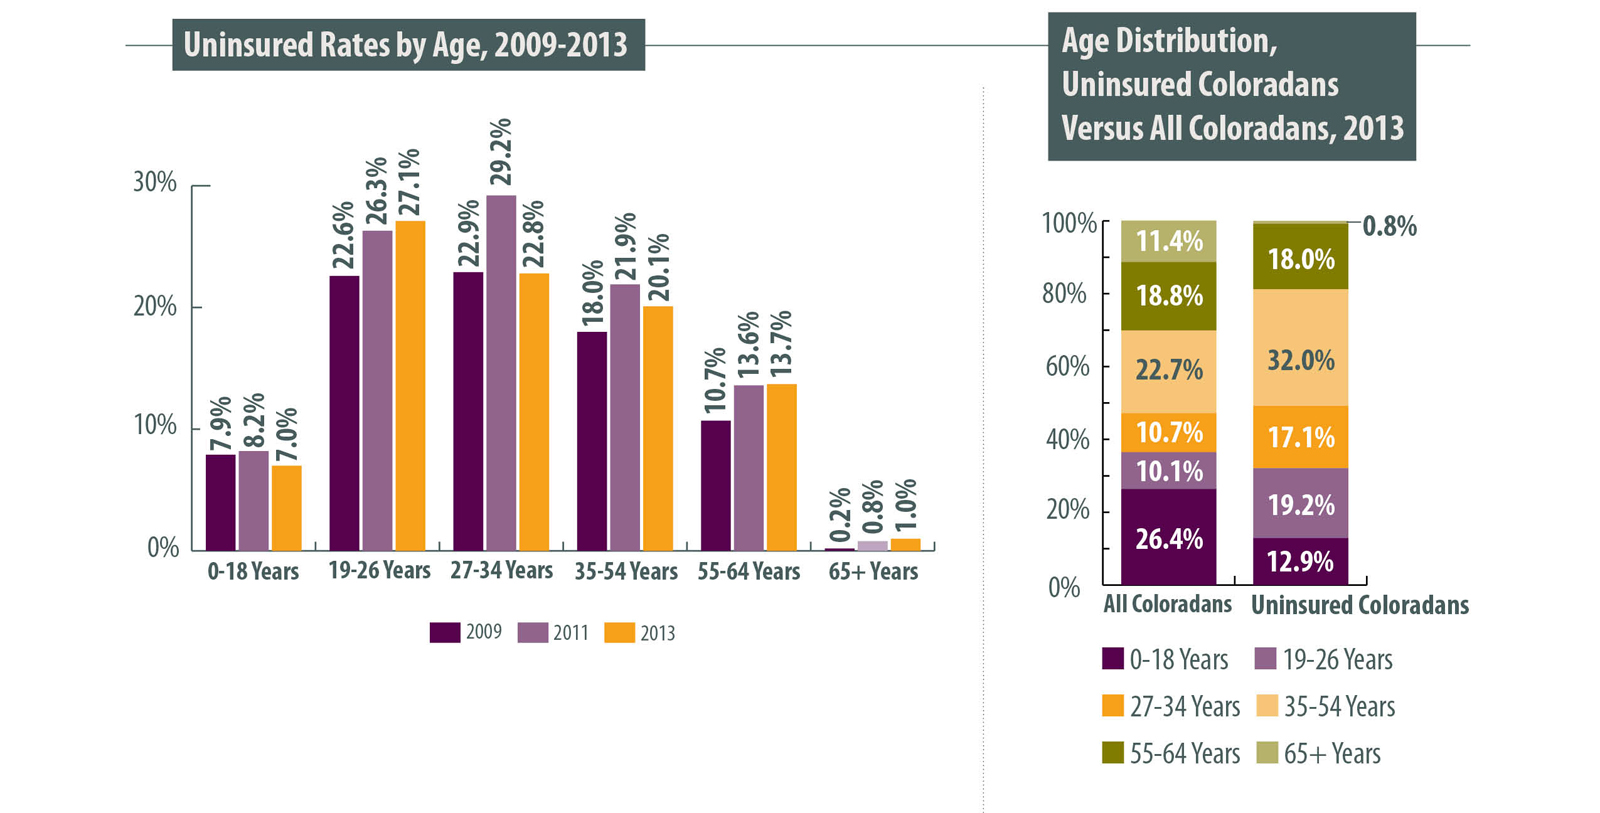 Uninsured Rates by Age, 2009-2013
30%
20%
10%
0%
7.9%
8.2%
7.0%
22.6%
26.3%
27.1%
22.9%
29.2%
22.8%
18.0%
21.9%
20.1%
10.7%
13.6%
13.7%
0.2%
0.8%
1.0%
0-18 Years
19-26 Years
27-34 Years
35-54 Years
55-64 Years
65+ Years
2009
2011
2013
Age Distribution,
Uninsured Coloradans
Versus All Coloradans, 2013
100%
80%
60%
40%
20%
0%
11.4%
18.8%
22.7%
10.7%
10.1%
26.4%
0.8%
18.0%
32.0%
17.1%
19.2%
12.9%
All Coloradans
Uninsured Coloradans
0-18 Years
19-26 Years
27-34 Years
35-54 Years
55-64 Years
65+ Years